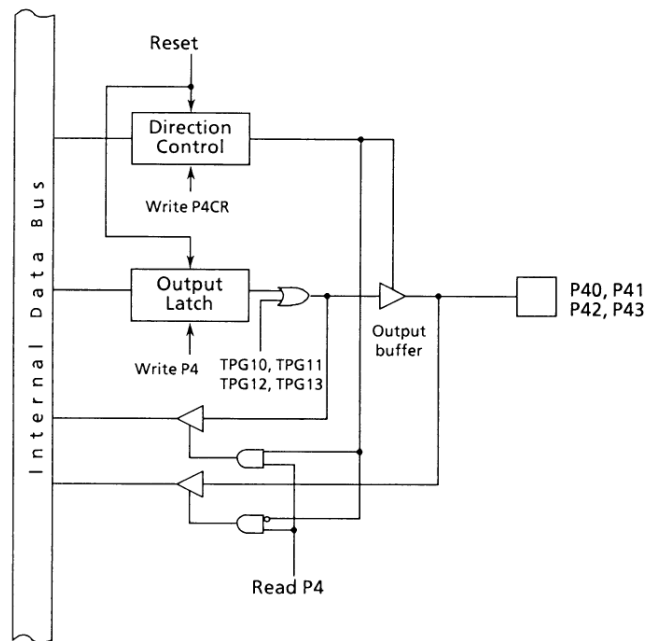 Reset
Direction
Control
Write P4CR
Internal Data Bus
Output
Latch
Write P4
TPG10, TPG11
TPG12, TPG13
Output
buffer
P40, P41
P42, P43
Read P4